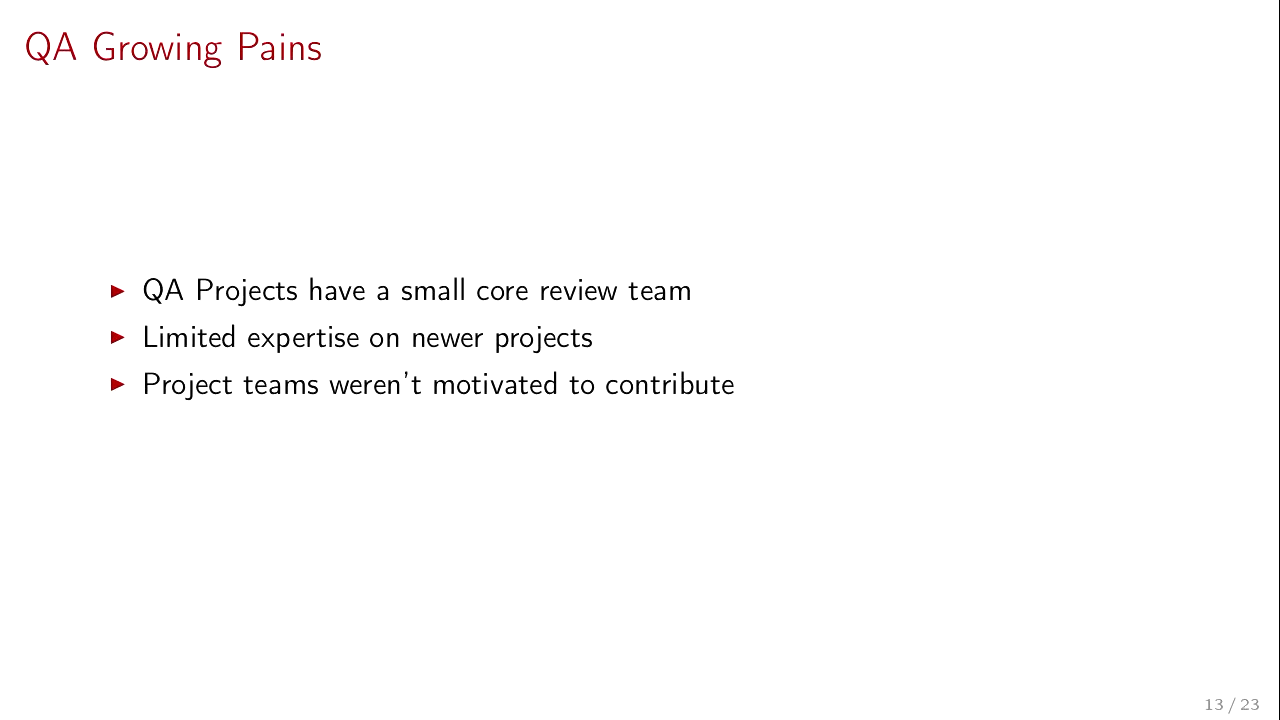 QA Growing Pains
QA Projects have a small core review team
Limited expertise on newer projects
Project teams weren't motivated to contribute
13 / 23